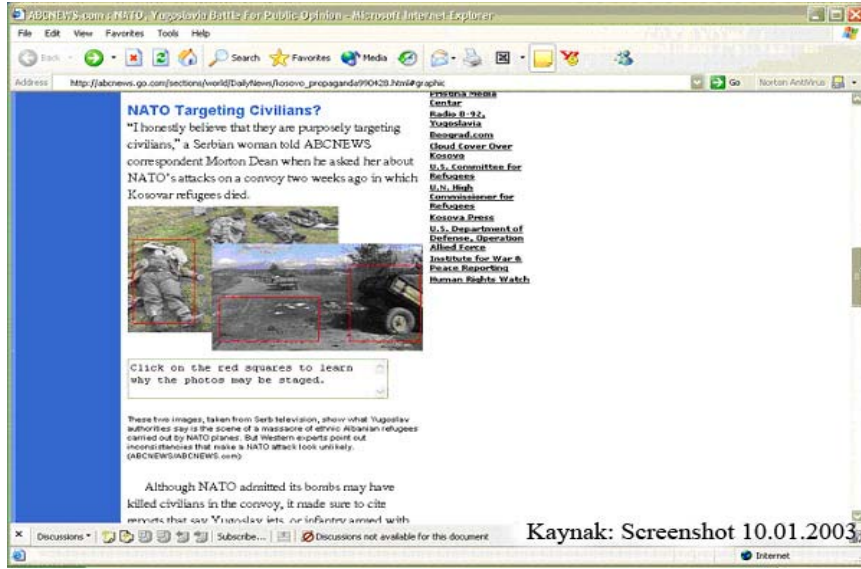 ABCNEWS.com : NATO, Yugoslavia Battle For Public Opinion - Microsoft Internet Explorer
File Edit View Favorites Tools Help
Back Search Favorites Media
Address http://abcnews.go.com/sections/world/DailyNews/kosovo_propaganda990428.html#graphic Go Norton AntiVirus
NATO Targeting Civilians?
“I honestly believe that they are purposely targeting
civilians,” a Serbian woman told ABCNEWS
correspondent Morton Dean when he asked her about
NATO’s attacks on a convoy two weeks ago in which
Kosovar refugees died.
Click on the red squares to learn
why the photos may be staged.
These two images, taken from Serb television, show what Yugoslav
authorities say is the scene of a massacre of ethnic Albanian refugees
carried out by NATO planes. But Western experts point out
inconsistencies that make a NATO attack look unlikely.
(ABCNEWS/ABCNEWS.com)
Although NATO admitted its bombs may have
killed civilians in the convoy, it made sure to cite
reports that say Yugoslav jets, or infantry armed with
Pristina Media
Centar
Radio B-92,
Yugoslavia
Beograd.com
Cloud Cover Over
Kosovo
U.S. Committee for
Refugees
U.N. High
Commissioner for
Refugees
Kosova Press
U.S. Department of
Defense, Operation
Allied Force
Institute for War &
Peace Reporting
Human Rights Watch
Discussions Subscribe... Discussions not available for this document
Kaynak: Screenshot 10.01.2003
Internet